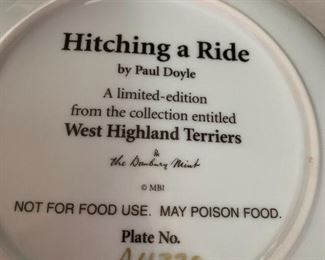 Hitching a Ride
by Paul Doyle
A limited-edition
from the collection entitled
West Highland Terriers
the Danbury Mint
© MBI
NOT FOR FOOD USE. MAY POISON FOOD.
Plate No.